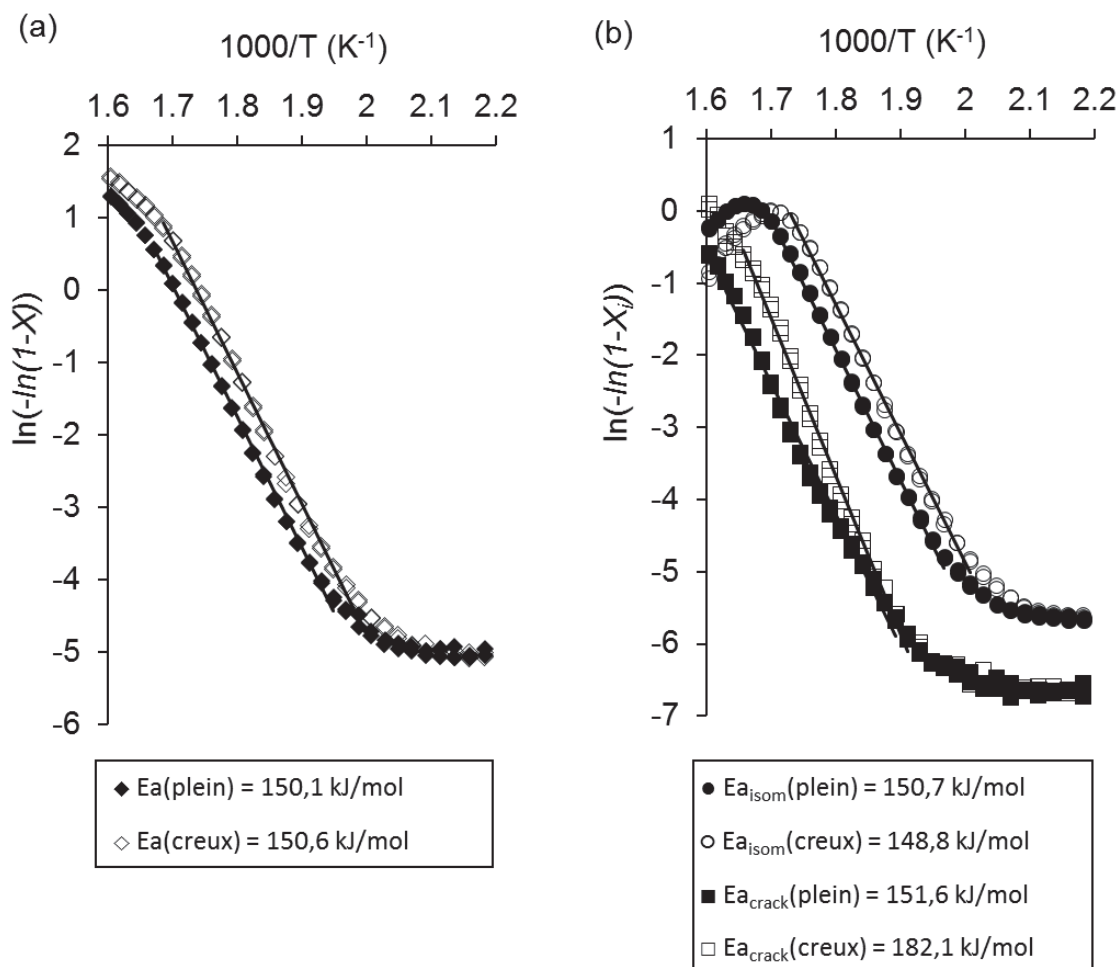 (a)
1000/T (K-1)
1.6 1.7 1.8 1.9 2 2.1 2.2
2
1
0
-1
-2
-3
-4
-5
-6
ln(-ln(1-X))
◆ Ea(plein) = 150,1 kJ/mol
◇ Ea(creux) = 150,6 kJ/mol
(b)
1000/T (K-1)
1.6 1.7 1.8 1.9 2 2.1 2.2
1
0
-1
-2
-3
-4
-5
-6
-7
ln(-ln(1-Xi))
● Eaisom(plein) = 150,7 kJ/mol
○ Eaisom(creux) = 148,8 kJ/mol
■ Eacrack(plein) = 151,6 kJ/mol
□ Eacrack(creux) = 182,1 kJ/mol